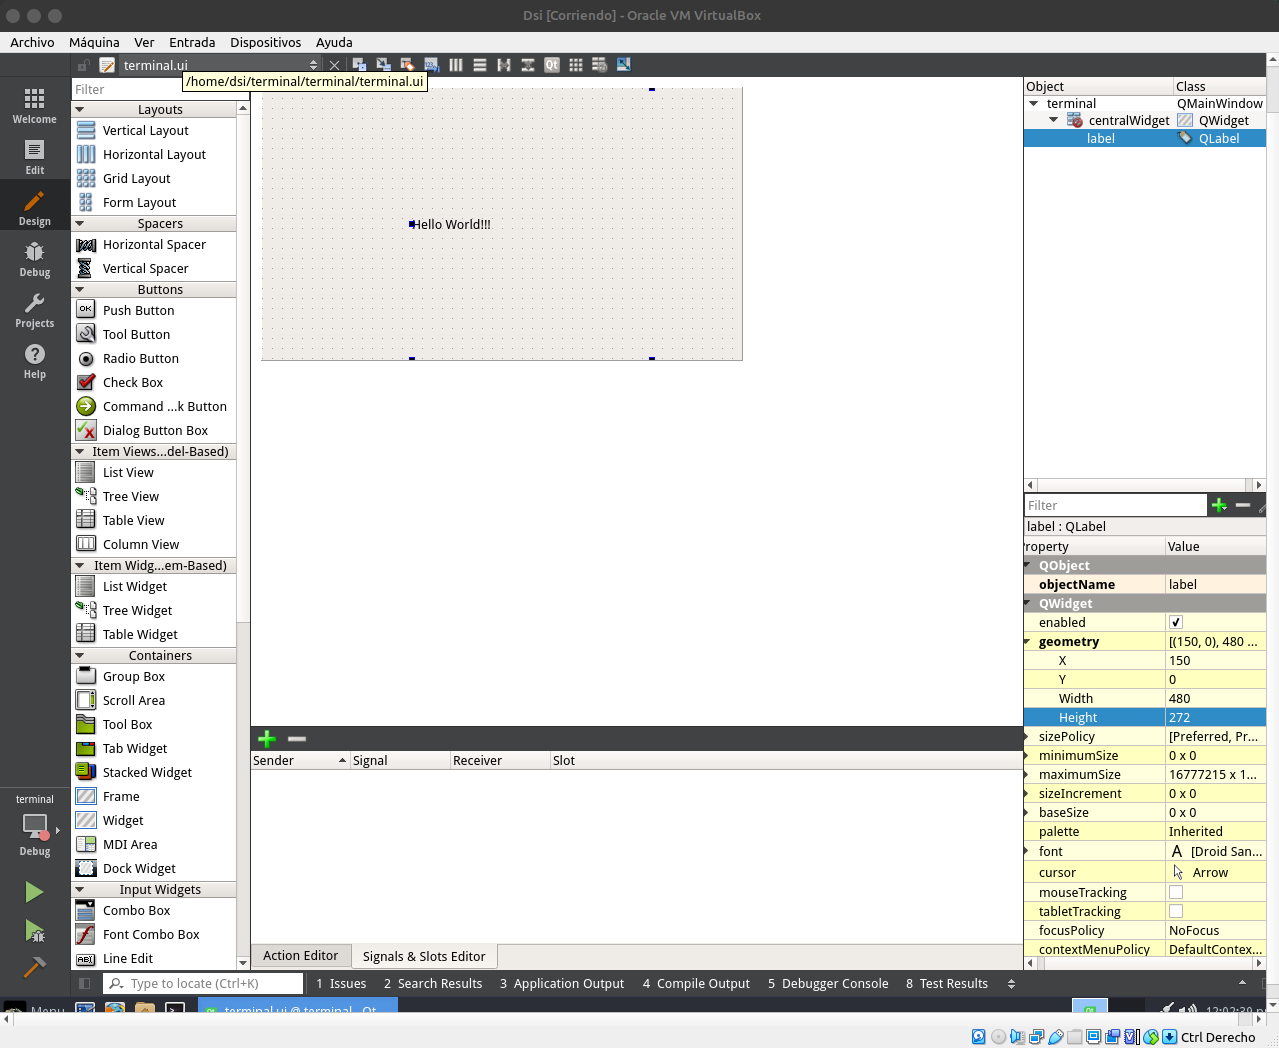 Dsi [Corriendo] - Oracle VM VirtualBox
Archivo Máquina Ver Entrada Dispositivos Ayuda
terminal.ui
/home/dsi/terminal/terminal/terminal.ui
Welcome
Edit
Design
Debug
Projects
Help
terminal
Debug
Filter
Layouts
Vertical Layout
Horizontal Layout
Grid Layout
Form Layout
Spacers
Horizontal Spacer
Vertical Spacer
Buttons
Push Button
Tool Button
Radio Button
Check Box
Command ...k Button
Dialog Button Box
Item Views...del-Based)
List View
Tree View
Table View
Column View
Item Widg...em-Based)
List Widget
Tree Widget
Table Widget
Containers
Group Box
Scroll Area
Tool Box
Tab Widget
Stacked Widget
Frame
Widget
MDI Area
Dock Widget
Input Widgets
Combo Box
Font Combo Box
Line Edit
Hello World!!!
Sender Signal Receiver Slot
Action Editor Signals & Slots Editor
Object Class
terminal QMainWindow
centralWidget QWidget
label QLabel
Filter
label : QLabel
Property Value
QObject
objectName label
QWidget
enabled
geometry [(150, 0), 480 ...
X 150
Y 0
Width 480
Height 272
sizePolicy [Preferred, Pr...
minimumSize 0 x 0
maximumSize 16777215 x 1...
sizeIncrement 0 x 0
baseSize 0 x 0
palette Inherited
font A [Droid San...
cursor Arrow
mouseTracking
tabletTracking
focusPolicy NoFocus
contextMenuPolicy DefaultContex...
Type to locate (Ctrl+K) 1 Issues 2 Search Results 3 Application Output 4 Compile Output 5 Debugger Console 8 Test Results
Menu terminal.ui @ terminal - Qt 12:02:39
Ctrl Derecho